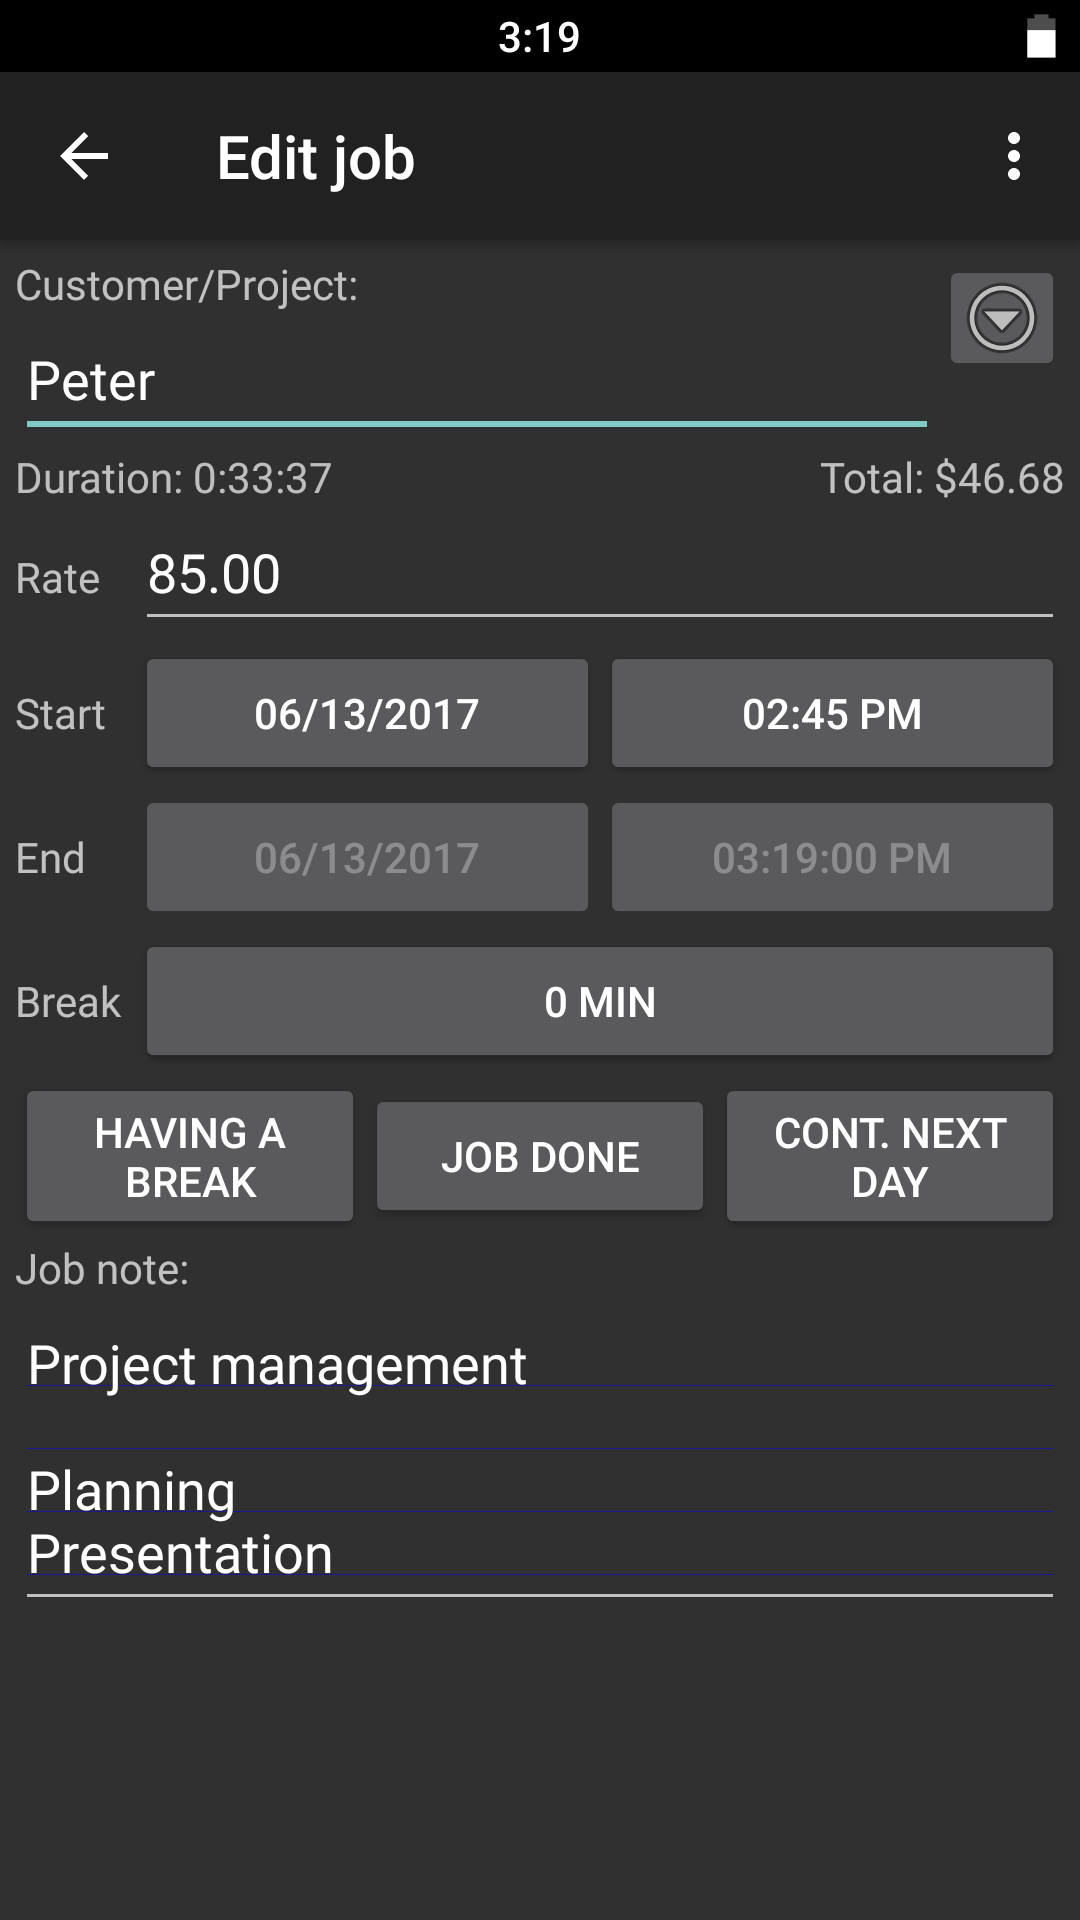 3:19
Edit job
Customer/Project:
Peter
Duration: 0:33:37
Total: $46.68
Rate
85.00
Start
06/13/2017
02:45 PM
End
06/13/2017
03:19:00 PM
Break
0 MIN
HAVING A
BREAK
JOB DONE
CONT. NEXT
DAY
Job note:
Project management
Planning
Presentation